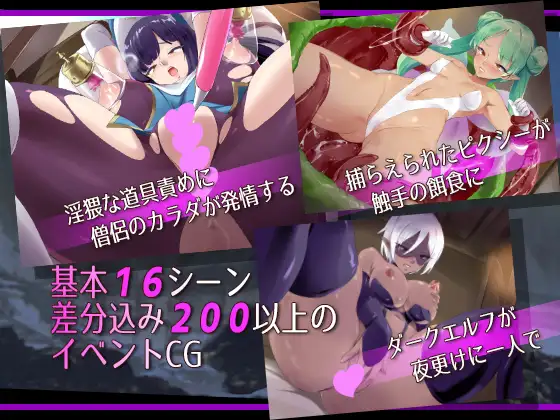 淫猥な道具責めに
僧侶のカラダが発情する
捕らえられたピクシーが
触手の餌食に
基本16シーン
差分込み200以上の
イベントCG
ダークエルフが
夜更けに一人で